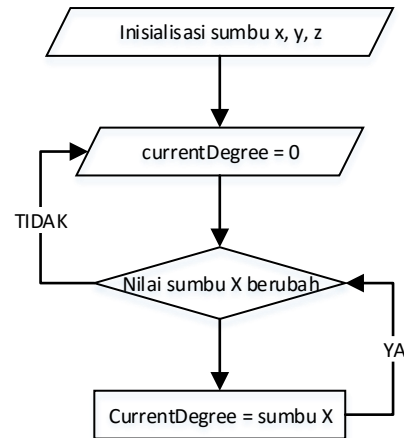 Inisialisasi sumbu x, y, z
currentDegree = 0
TIDAK
Nilai sumbu X berubah
YA
CurrentDegree = sumbu X